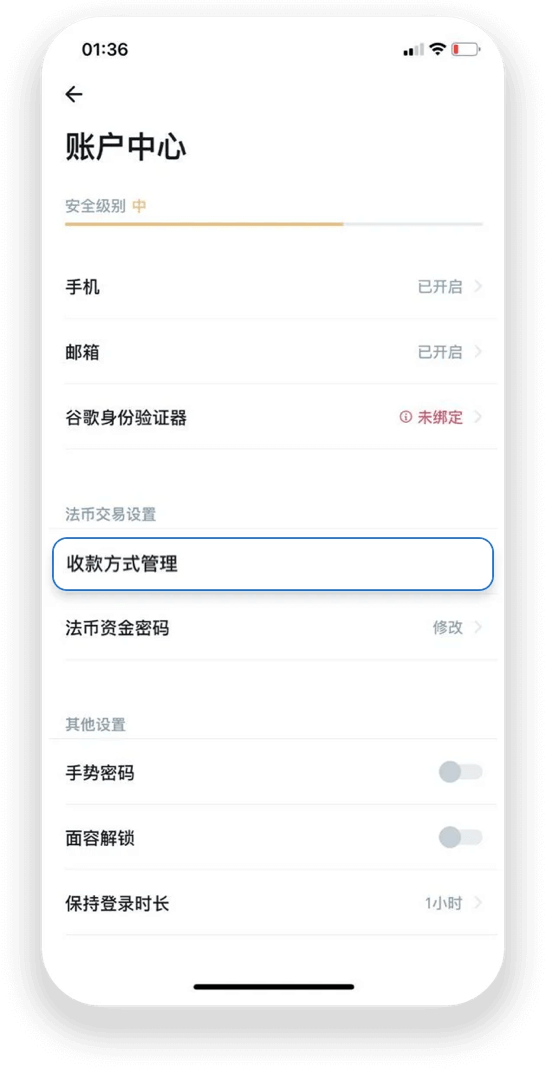 01:36
账户中心
安全级别 中
手机 已开启
邮箱 已开启
谷歌身份验证器 未绑定
法币交易设置
收款方式管理
法币资金密码 修改
其他设置
手势密码
面容解锁
保持登录时长 1小时